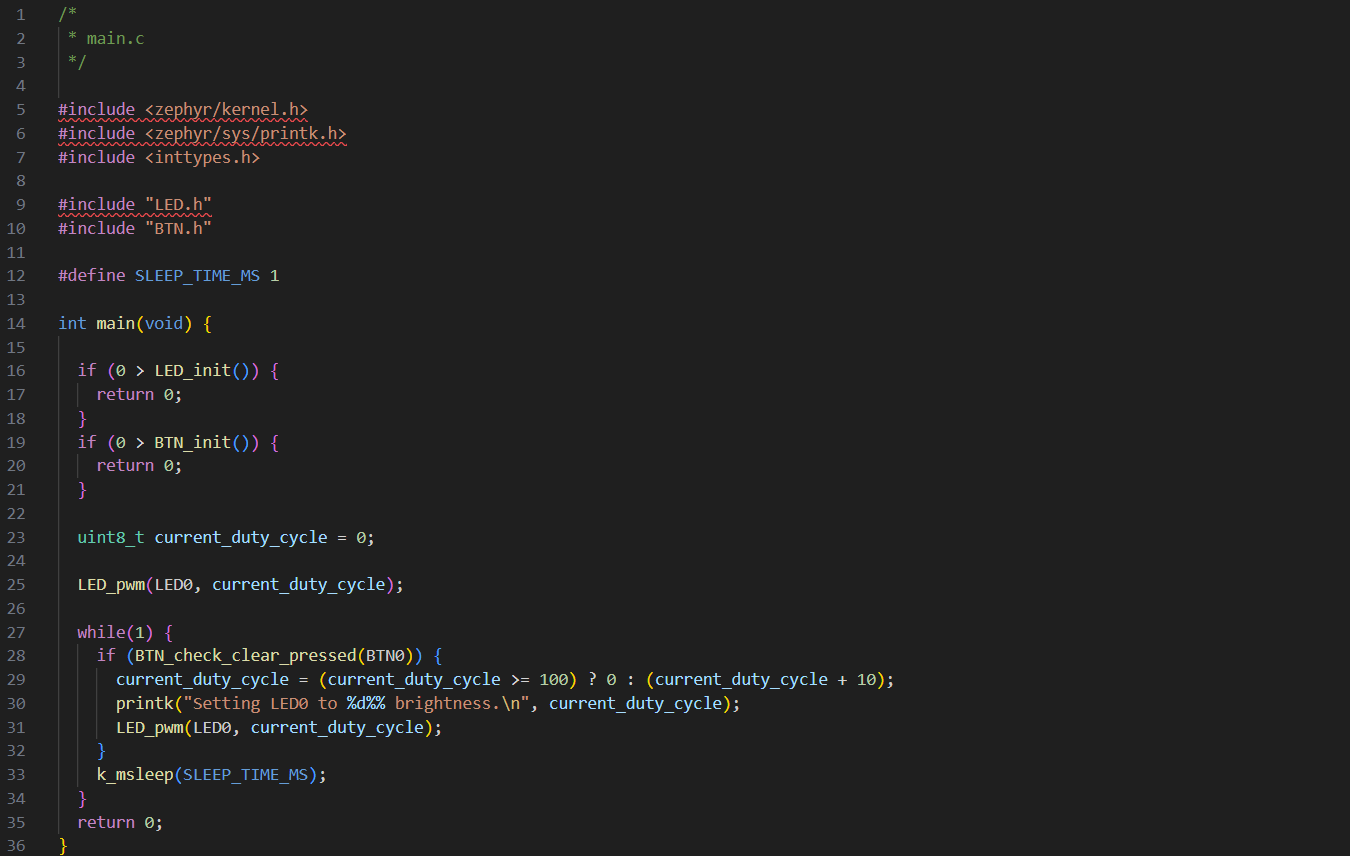 1 /*
2 * main.c
3 */
4
5 #include <zephyr/kernel.h>
6 #include <zephyr/sys/printk.h>
7 #include <inttypes.h>
8
9 #include "LED.h"
10 #include "BTN.h"
11
12 #define SLEEP_TIME_MS 1
13
14 int main(void) {
15
16   if (0 > LED_init()) {
17     return 0;
18   }
19   if (0 > BTN_init()) {
20     return 0;
21   }
22
23   uint8_t current_duty_cycle = 0;
24
25   LED_pwm(LED0, current_duty_cycle);
26
27   while(1) {
28     if (BTN_check_clear_pressed(BTN0)) {
29       current_duty_cycle = (current_duty_cycle >= 100) ? 0 : (current_duty_cycle + 10);
30       printk("Setting LED0 to %d%% brightness.\n", current_duty_cycle);
31       LED_pwm(LED0, current_duty_cycle);
32     }
33     k_msleep(SLEEP_TIME_MS);
34   }
35   return 0;
36 }